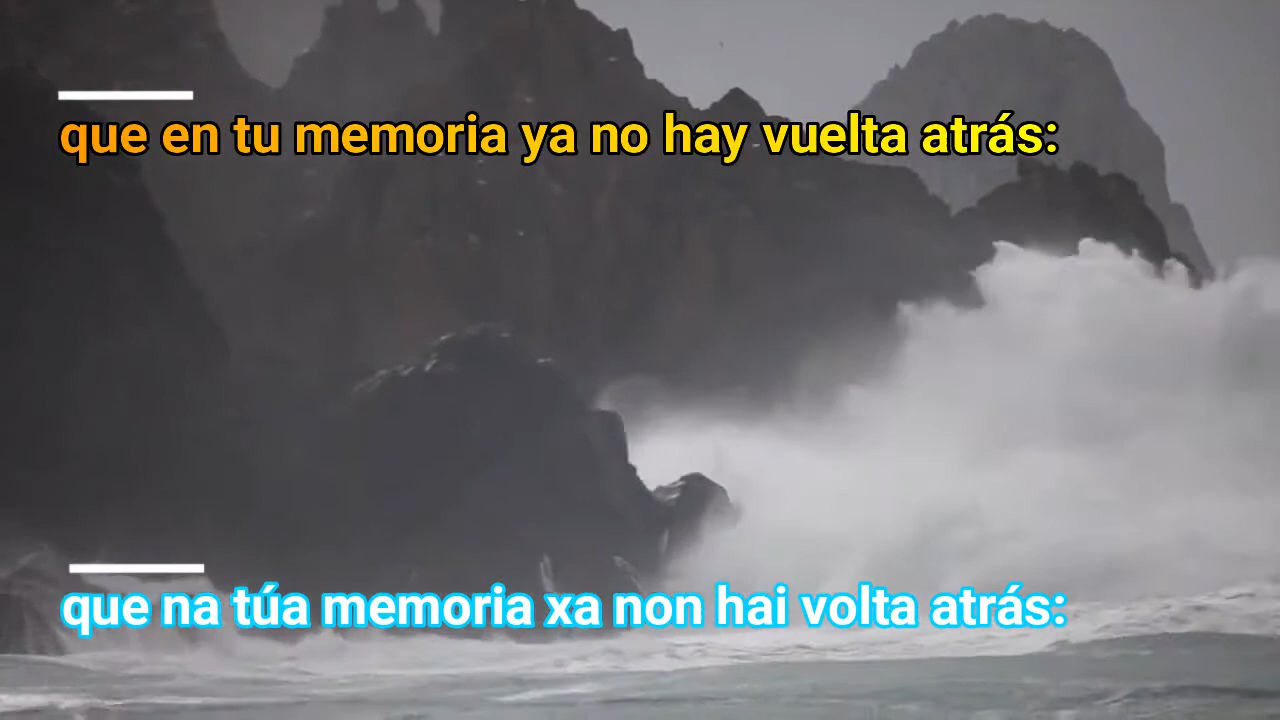 que en tu memoria ya no hay vuelta atrás:
que na túa memoria xa non hai volta atrás: